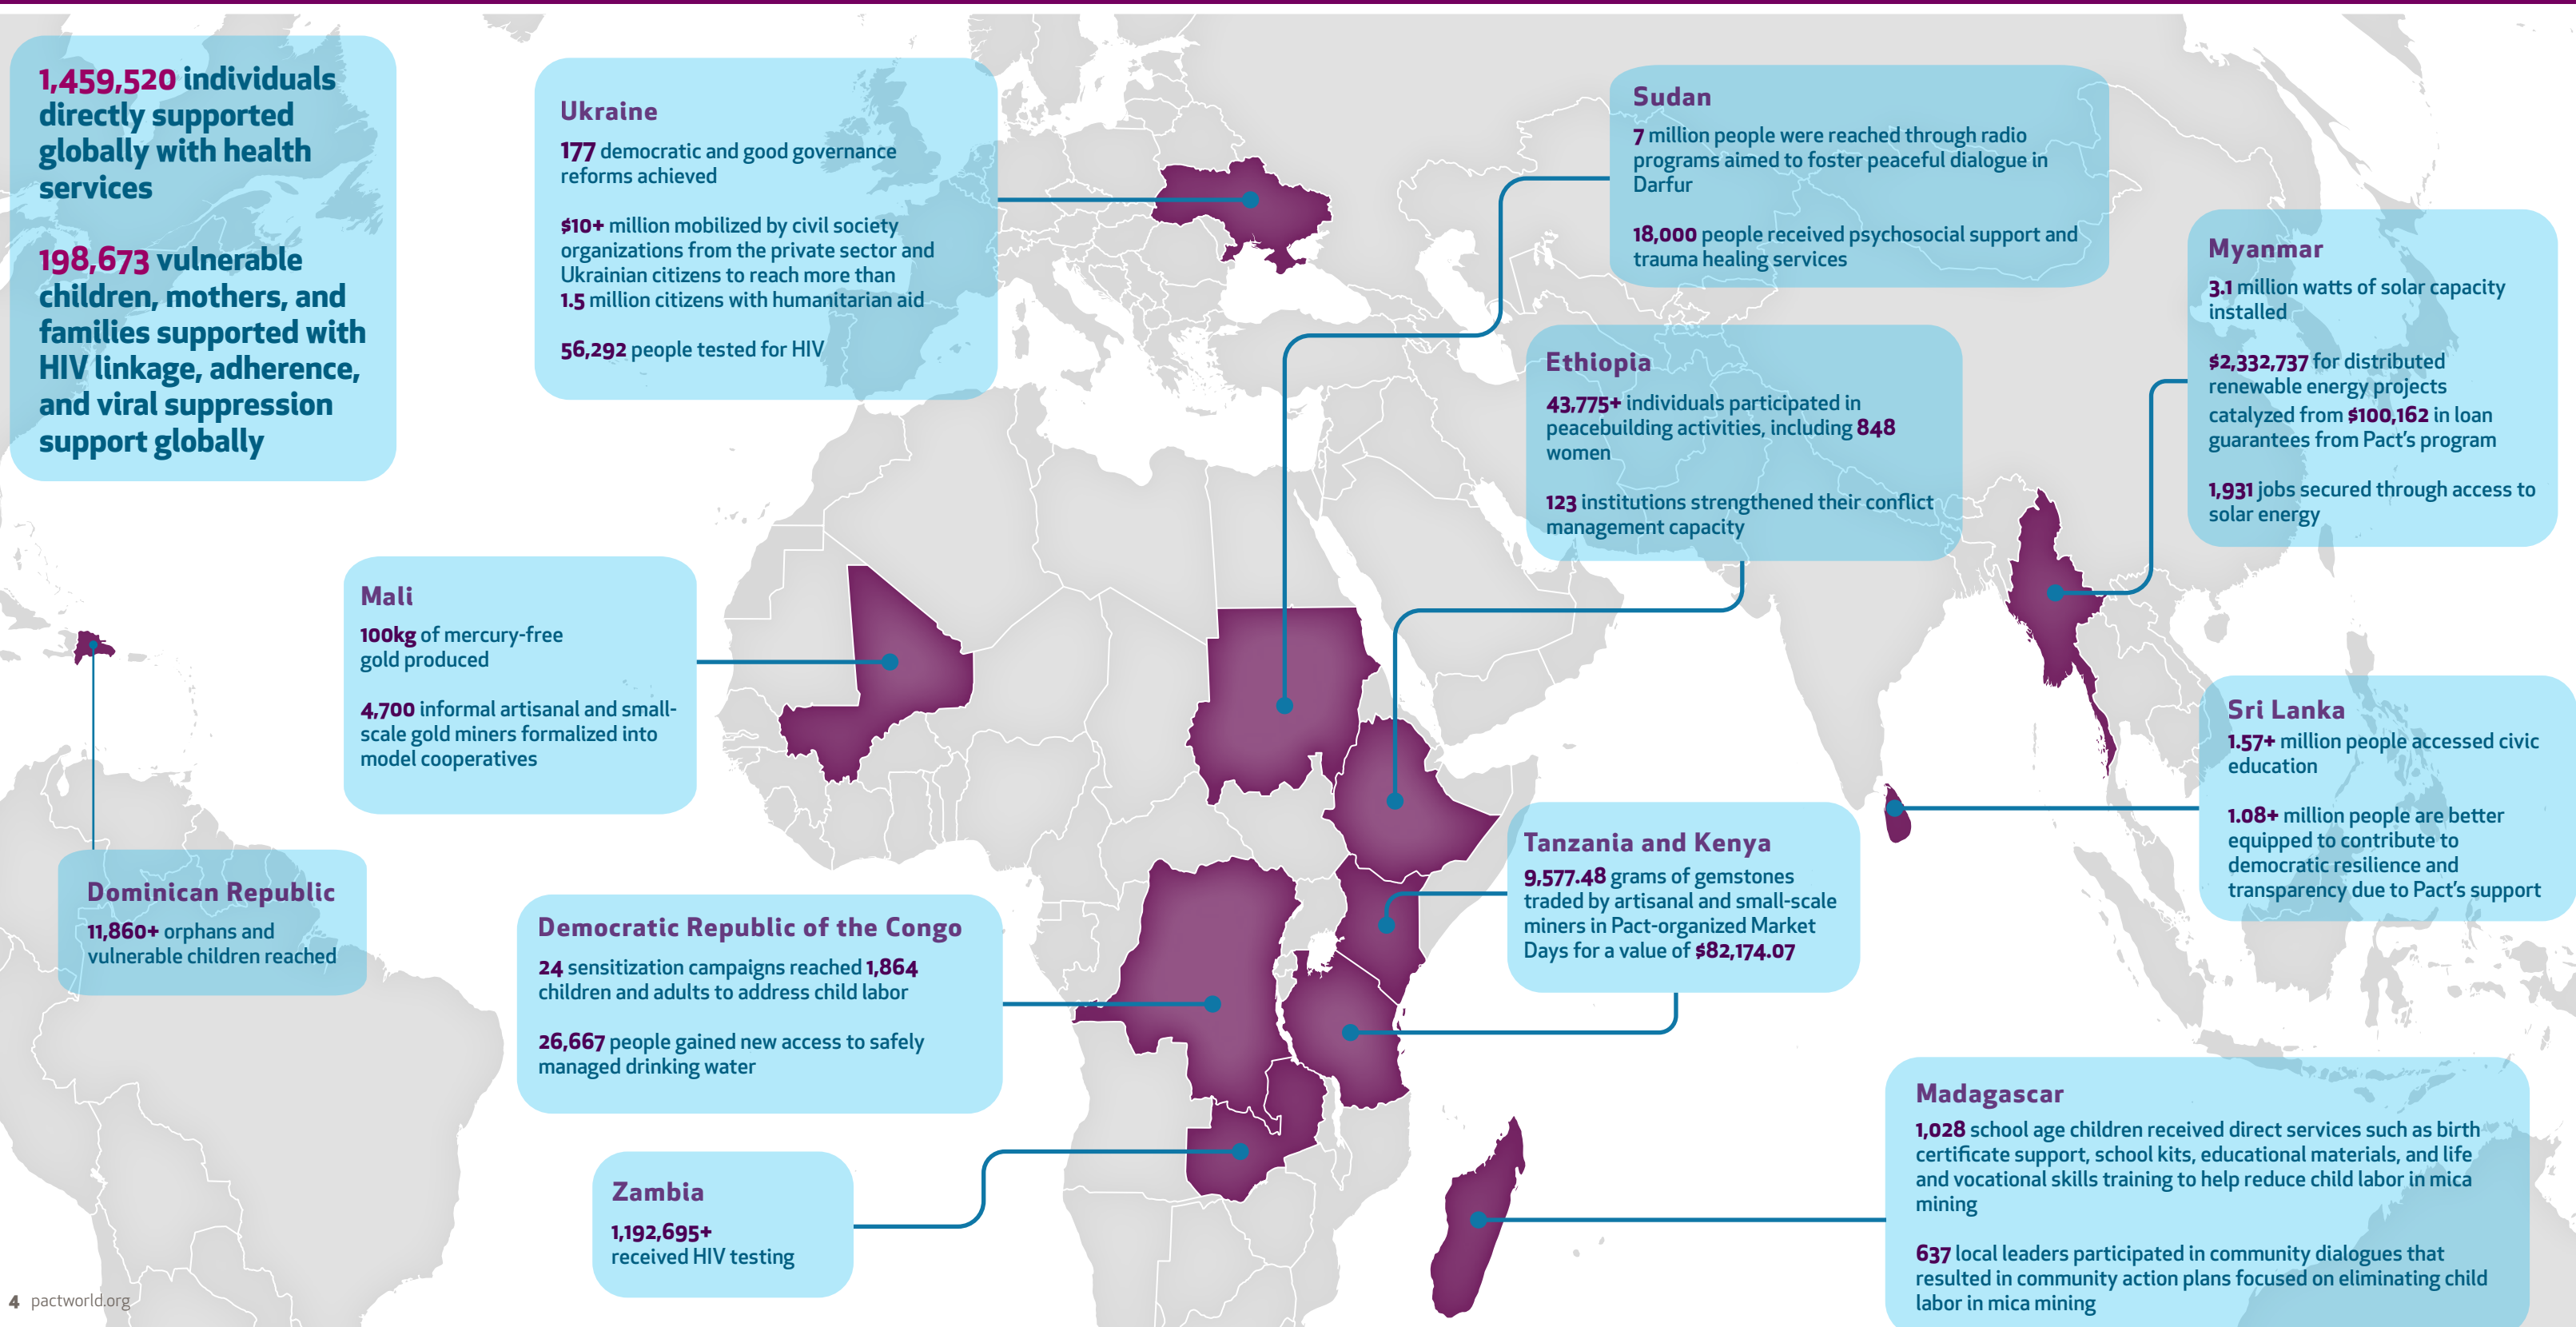 1,459,520 individuals
directly supported
globally with health
services
198,673 vulnerable
children, mothers, and
families supported with
HIV linkage, adherence,
and viral suppression
support globally
Ukraine
177 democratic and good governance
reforms achieved
$10+ million mobilized by civil society
organizations from the private sector and
Ukrainian citizens to reach more than
1.5 million citizens with humanitarian aid
56,292 people tested for HIV
Sudan
7 million people were reached through radio
programs aimed to foster peaceful dialogue in
Darfur
18,000 people received psychosocial support and
trauma healing services
Myanmar
3.1 million watts of solar capacity
installed
$2,332,737 for distributed
renewable energy projects
catalyzed from $100,162 in loan
guarantees from Pact's program
1,931 jobs secured through access to
solar energy
Ethiopia
43,775+ individuals participated in
peacebuilding activities, including 848
women
123 institutions strengthened their conflict
management capacity
Mali
100kg of mercury-free
gold produced
4,700 informal artisanal and small-
scale gold miners formalized into
model cooperatives
Sri Lanka
1.57+ million people accessed civic
education
1.08+ million people are better
equipped to contribute to
democratic resilience and
transparency due to Pact's support
Tanzania and Kenya
9,577.48 grams of gemstones
traded by artisanal and small-scale
miners in Pact-organized Market
Days for a value of $82,174.07
Dominican Republic
11,860+ orphans and
vulnerable children reached
Democratic Republic of the Congo
24 sensitization campaigns reached 1,864
children and adults to address child labor
26,667 people gained new access to safely
managed drinking water
Madagascar
1,028 school age children received direct services such as birth
certificate support, school kits, educational materials, and life
and vocational skills training to help reduce child labor in mica
mining
637 local leaders participated in community dialogues that
resulted in community action plans focused on eliminating child
labor in mica mining
Zambia
1,192,695+
received HIV testing
4 pactworld.org